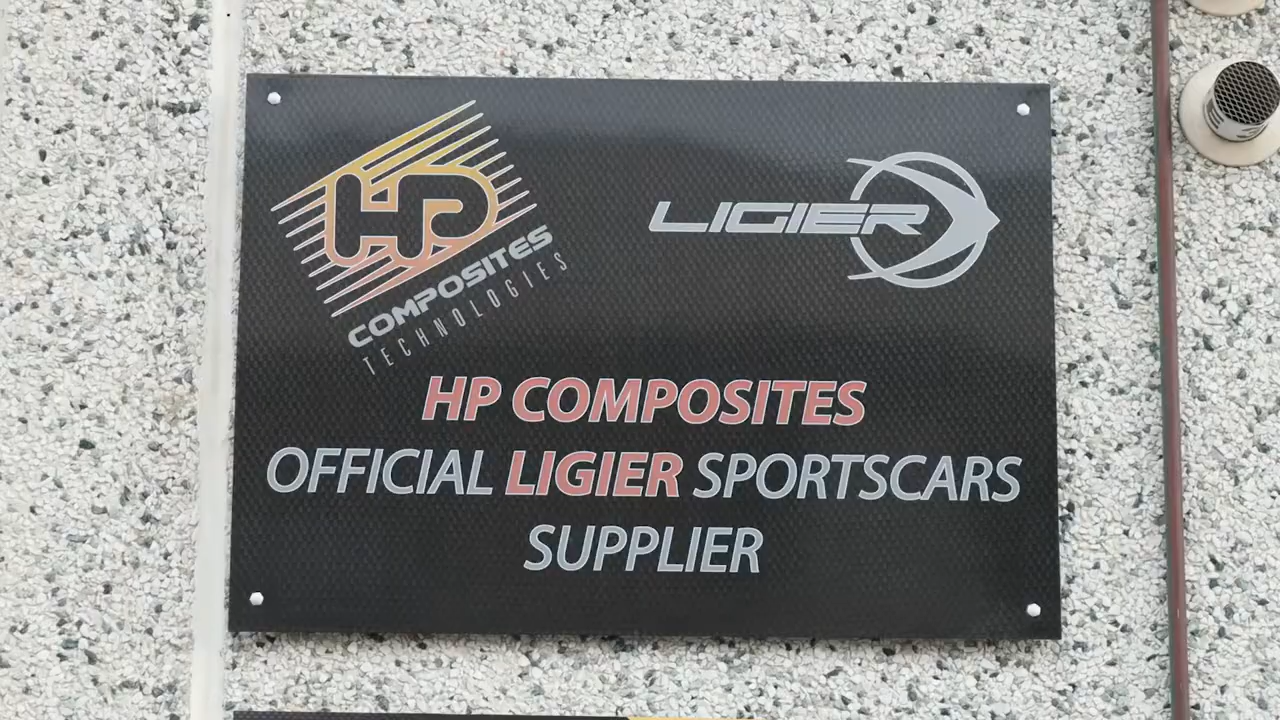 HP
COMPOSITES
TECHNOLOGIES
LIGIER
HP COMPOSITES
OFFICIAL LIGIER SPORTSCARS
SUPPLIER